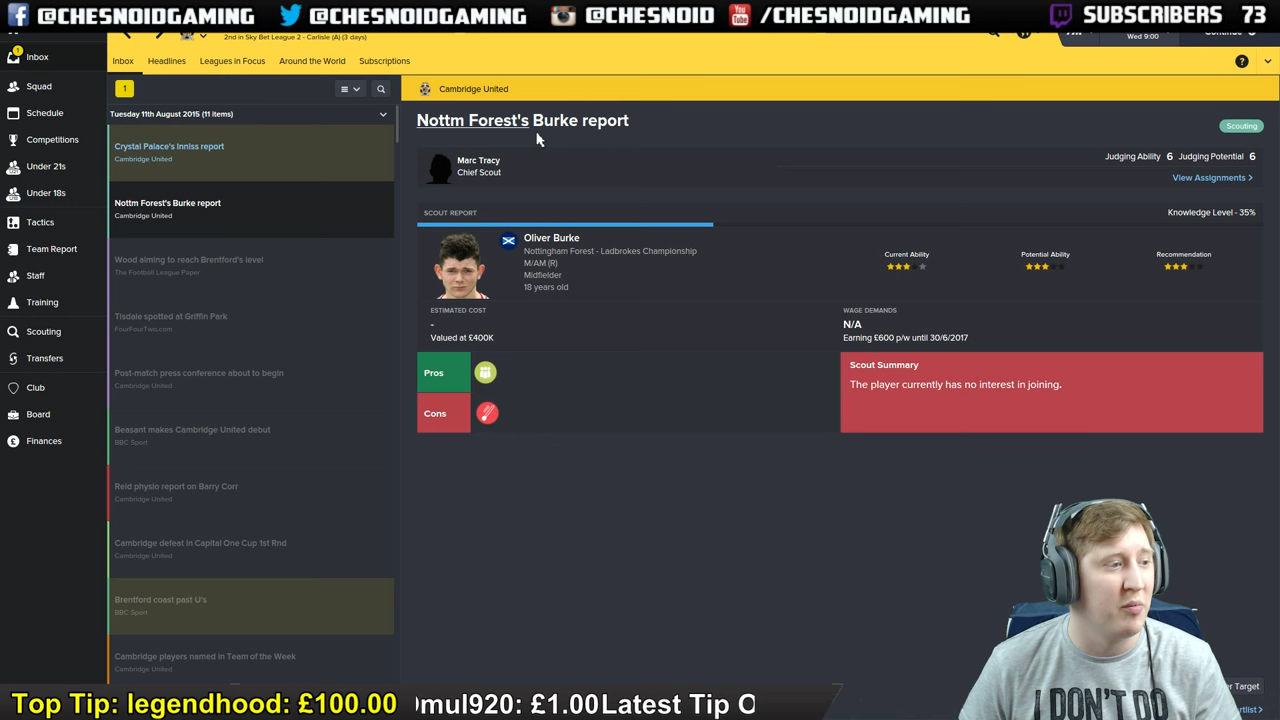 @CHESNOIDGAMING @CHESNOIDGAMING @CHESNOID /CHESNOIDGAMING SUBSCRIBERS 73
2nd in Sky Bet League 2 - Carlisle (A) (3 days)
Wed 9:00
1
Inbox
Squad
Schedule
Competitions
Under 21s
Under 18s
Tactics
Team Report
Staff
Training
Scouting
Transfers
Club
Board
Finances
Inbox Headlines Leagues in Focus Around the World Subscriptions
?
1
Tuesday 11th August 2015 (11 items)
Crystal Palace's Inniss report
Cambridge United
Nottm Forest's Burke report
Cambridge United
Wood aiming to reach Brentford's level
The Football League Paper
Tisdale spotted at Griffin Park
FourFourTwo.com
Post-match press conference about to begin
Cambridge United
Beasant makes Cambridge United debut
BBC Sport
Reid physio report on Barry Corr
Cambridge United
Cambridge defeat in Capital One Cup 1st Rnd
Cambridge United
Brentford coast past U's
BBC Sport
Cambridge players named in Team of the Week
Cambridge United
Cambridge United
Nottm Forest's Burke report
Scouting
Marc Tracy
Chief Scout
Judging Ability 6 Judging Potential 6
View Assignments >
SCOUT REPORT
Knowledge Level - 35%
Oliver Burke
Nottingham Forest - Ladbrokes Championship
M/AM (R)
Midfielder
18 years old
Current Ability
Potential Ability
Recommendation
ESTIMATED COST
-
Valued at £400K
WAGE DEMANDS
N/A
Earning £600 p/w until 30/6/2017
Pros
Cons
Scout Summary
The player currently has no interest in joining.
I DON'T DO
Top Tip: legendhood: £100.00
mul920: £1.00Latest Tip